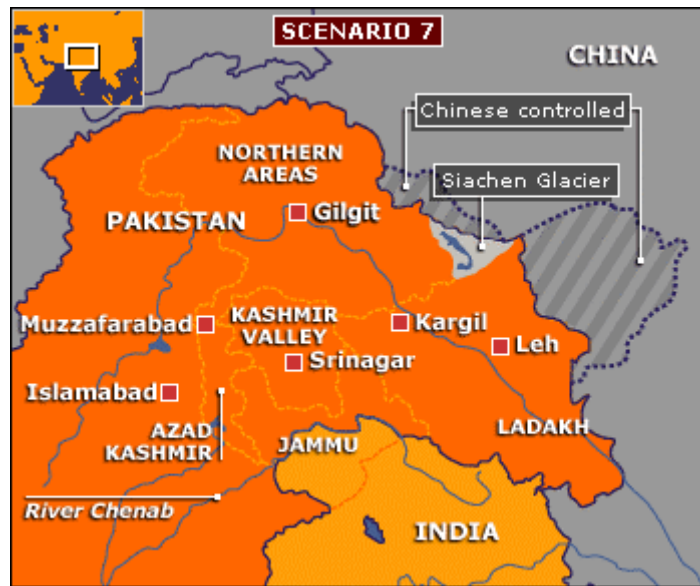 SCENARIO 7
CHINA
Chinese controlled
NORTHERN
AREAS
Siachen Glacier
PAKISTAN
Gilgit
Muzzafarabad
KASHMIR
VALLEY
Kargil
Leh
Srinagar
Islamabad
AZAD
KASHMIR
JAMMU
LADAKH
River Chenab
INDIA